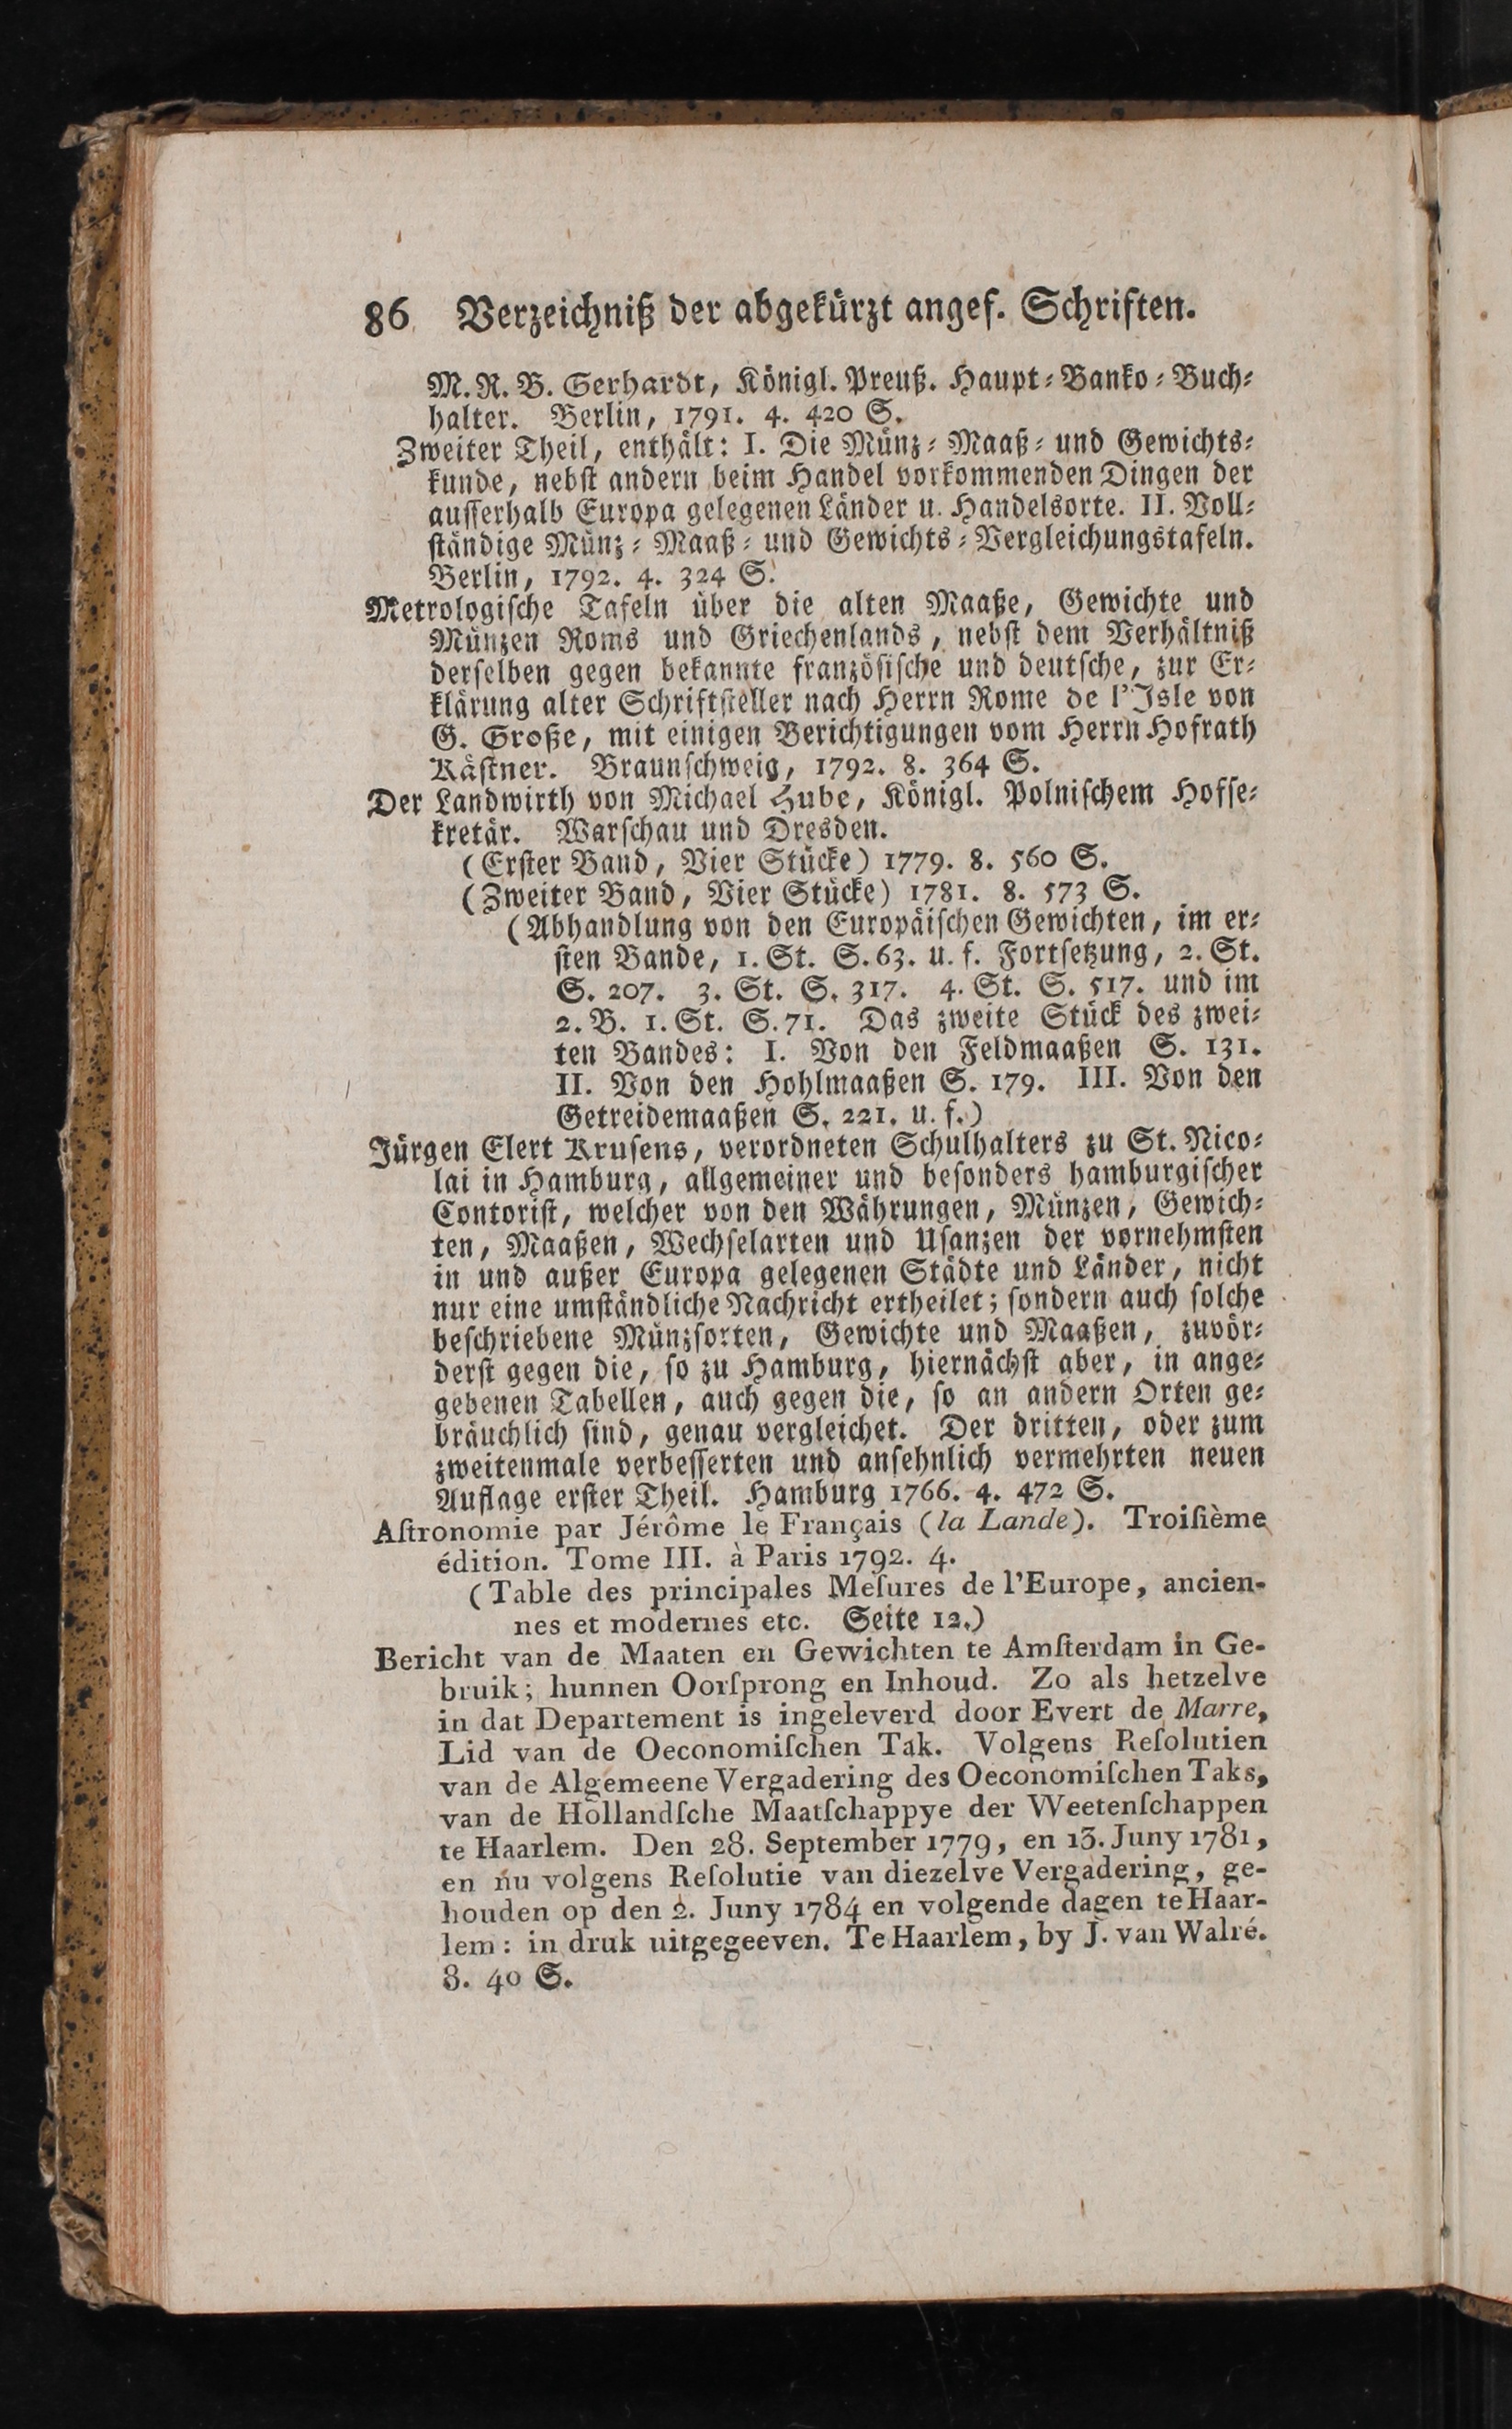 86 Verzeichniß der abgekürzt angef. Schriften.
M. R. B. Gerhardt, Königl. Preuß. Haupt⸗Banko⸗Buch⸗
halter. Berlin, 1791. 4. 420 S.
Zweiter Theil, enthält: I. Die Münz⸗Maaß⸗ und Gewichts⸗
kunde, nebst andern beim Handel vorkommenden Dingen der
ausserhalb Europa gelegenen Länder u. Handelsorte. II. Voll⸗
ständige Münz⸗Maaß⸗ und Gewichts⸗Vergleichungstafeln.
Berlin, 1792. 4. 324 S.
Metrologische Tafeln über die alten Maaße, Gewichte und
Münzen Roms und Griechenlands, nebst dem Verhältniß
derselben gegen bekannte französische und deutsche, zur Er⸗
klärung alter Schriftsteller nach Herrn Rome de l'Isle von
G. Große, mit einigen Berichtigungen vom Herrn Hofrath
Kästner. Braunschweig, 1792. 8. 364 S.
Der Landwirth von Michael Hube, Königl. Polnischem Hofse⸗
kretär. Warschau und Dresden.
(Erster Band, Vier Stücke) 1779. 8. 560 S.
(Zweiter Band, Vier Stücke) 1781. 8. 573 S.
(Abhandlung von den Europäischen Gewichten, im er⸗
sten Bande, 1. St. S. 63. u. f. Fortsetzung, 2. St.
S. 207. 3. St. S. 317. 4. St. S. 517. und im
2. B. 1. St. S. 71. Das zweite Stück des zwei⸗
ten Bandes: I. Von den Feldmaaßen S. 131.
II. Von den Hohlmaaßen S. 179. III. Von den
Getreidemaaßen S. 221. u. f.)
Jürgen Elert Krusens, verordneten Schulhalters zu St. Nico⸗
lai in Hamburg, allgemeiner und besonders hamburgischer
Contorist, welcher von den Währungen, Münzen, Gewich⸗
ten, Maaßen, Wechselarten und Usanzen der vornehmsten
in und außer Europa gelegenen Städte und Länder, nicht
nur eine umständliche Nachricht ertheilet; sondern auch solche
beschriebene Münzsorten, Gewichte und Maaßen, zuvör⸗
derst gegen die, so zu Hamburg, hiernächst aber, in ange⸗
gebenen Tabellen, auch gegen die, so an andern Orten ge⸗
bräuchlich sind, genau vergleichet. Der dritten, oder zum
zweitenmale verbesserten und ansehnlich vermehrten neuen
Auflage erster Theil. Hamburg 1766. 4. 472 S.
Aſtronomie par Jérôme le Français (la Lande). Troiſième
édition. Tome III. à Paris 1792. 4.
(Table des principales Meſures de l'Europe, ancien-
nes et modernes etc. Seite 12.)
Bericht van de Maaten en Gewichten te Amſterdam in Ge-
bruik; hunnen Oorſprong en Inhoud. Zo als hetzelve
in dat Departement is ingeleverd door Evert de Marre,
Lid van de Oeconomiſchen Tak. Volgens Reſolutien
van de Algemeene Vergadering des Oeconomiſchen Taks,
van de Hollandſche Maatſchappye der Weetenſchappen
te Haarlem. Den 28. September 1779, en 13. Juny 1781,
en nu volgens Reſolutie van diezelve Vergadering, ge-
houden op den 2. Juny 1784 en volgende dagen te Haar-
lem: in druk uitgegeeven. Te Haarlem, by J. van Walré.
8. 40 S.